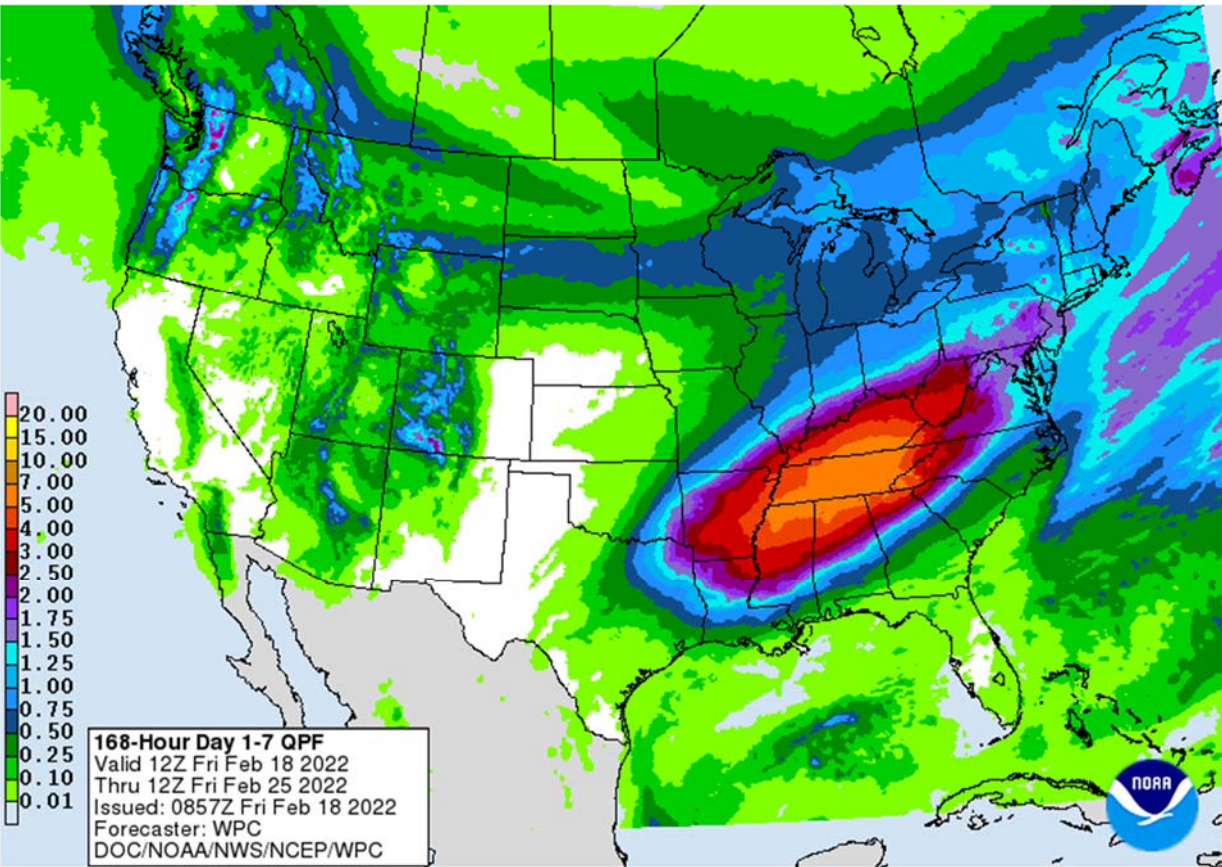 20.00
15.00
10.00
7.00
5.00
4.00
3.00
2.50
2.00
1.75
1.50
1.25
1.00
0.75
0.50
0.25
0.10
0.01
168-Hour Day 1-7 QPF
Valid 12Z Fri Feb 18 2022
Thru 12Z Fri Feb 25 2022
Issued: 0857Z Fri Feb 18 2022
Forecaster: WPC
DOC/NOAA/NWS/NCEP/WPC
NOAA